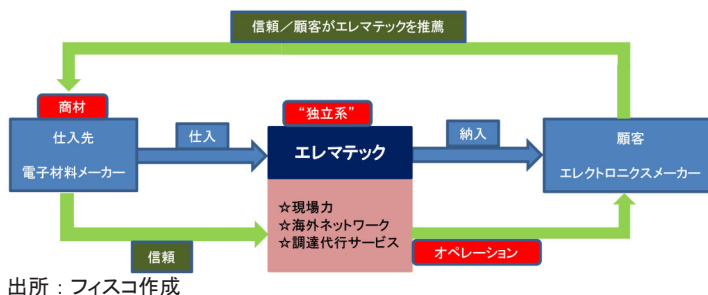 信頼／顧客がエレマテックを推薦
商材
仕入先
電子材料メーカー
仕入
“独立系”
エレマテック
☆現場力
☆海外ネットワーク
☆調達代行サービス
納入
顧客
エレクトロニクスメーカー
信頼
オペレーション
出所：フィスコ作成